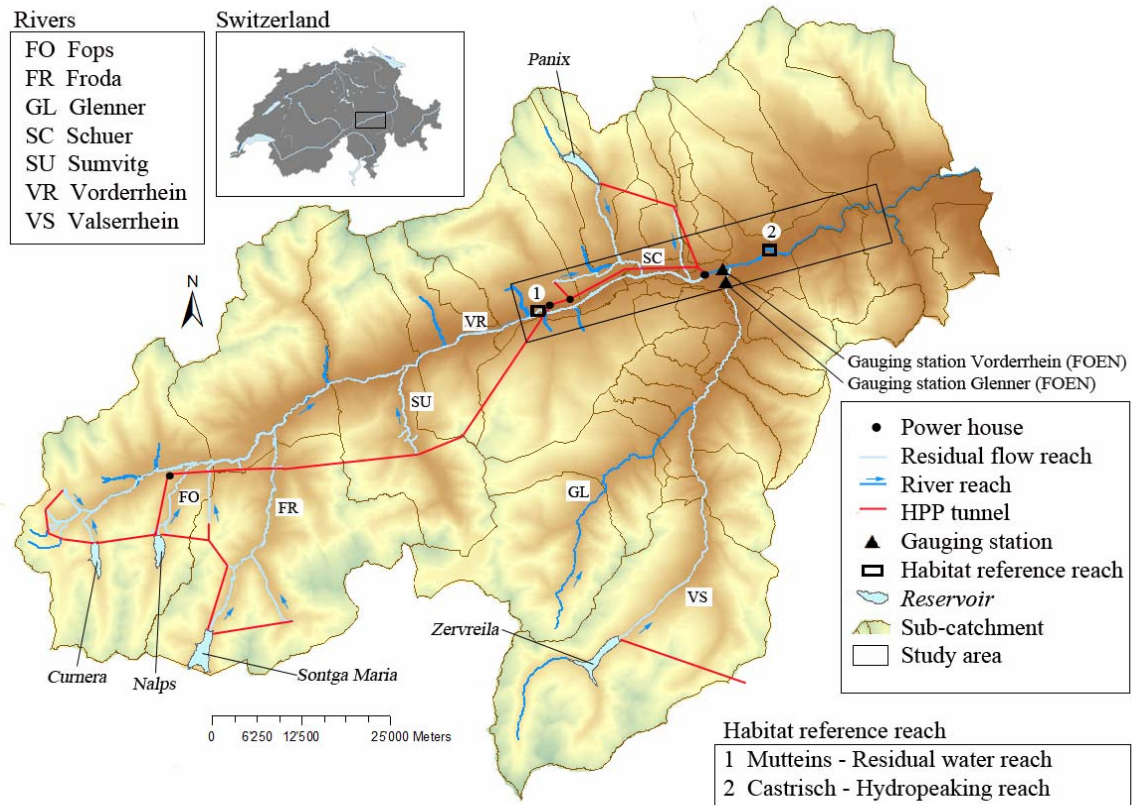 Rivers
FO Fops
FR Froda
GL Glenner
SC Schuer
SU Sumvitg
VR Vorderrhein
VS Valserrhein
Switzerland
Panix
2
SC
1
N
VR
Gauging station Vorderrhein (FOEN)
Gauging station Glenner (FOEN)
SU
FO
FR
GL
VS
Zervreila
Curnera
Nalps
Sontga Maria
0 6'250 12'500 25'000 Meters
Power house
Residual flow reach
River reach
HPP tunnel
Gauging station
Habitat reference reach
Reservoir
Sub-catchment
Study area
Habitat reference reach
1 Mutteins - Residual water reach
2 Castrisch - Hydropeaking reach